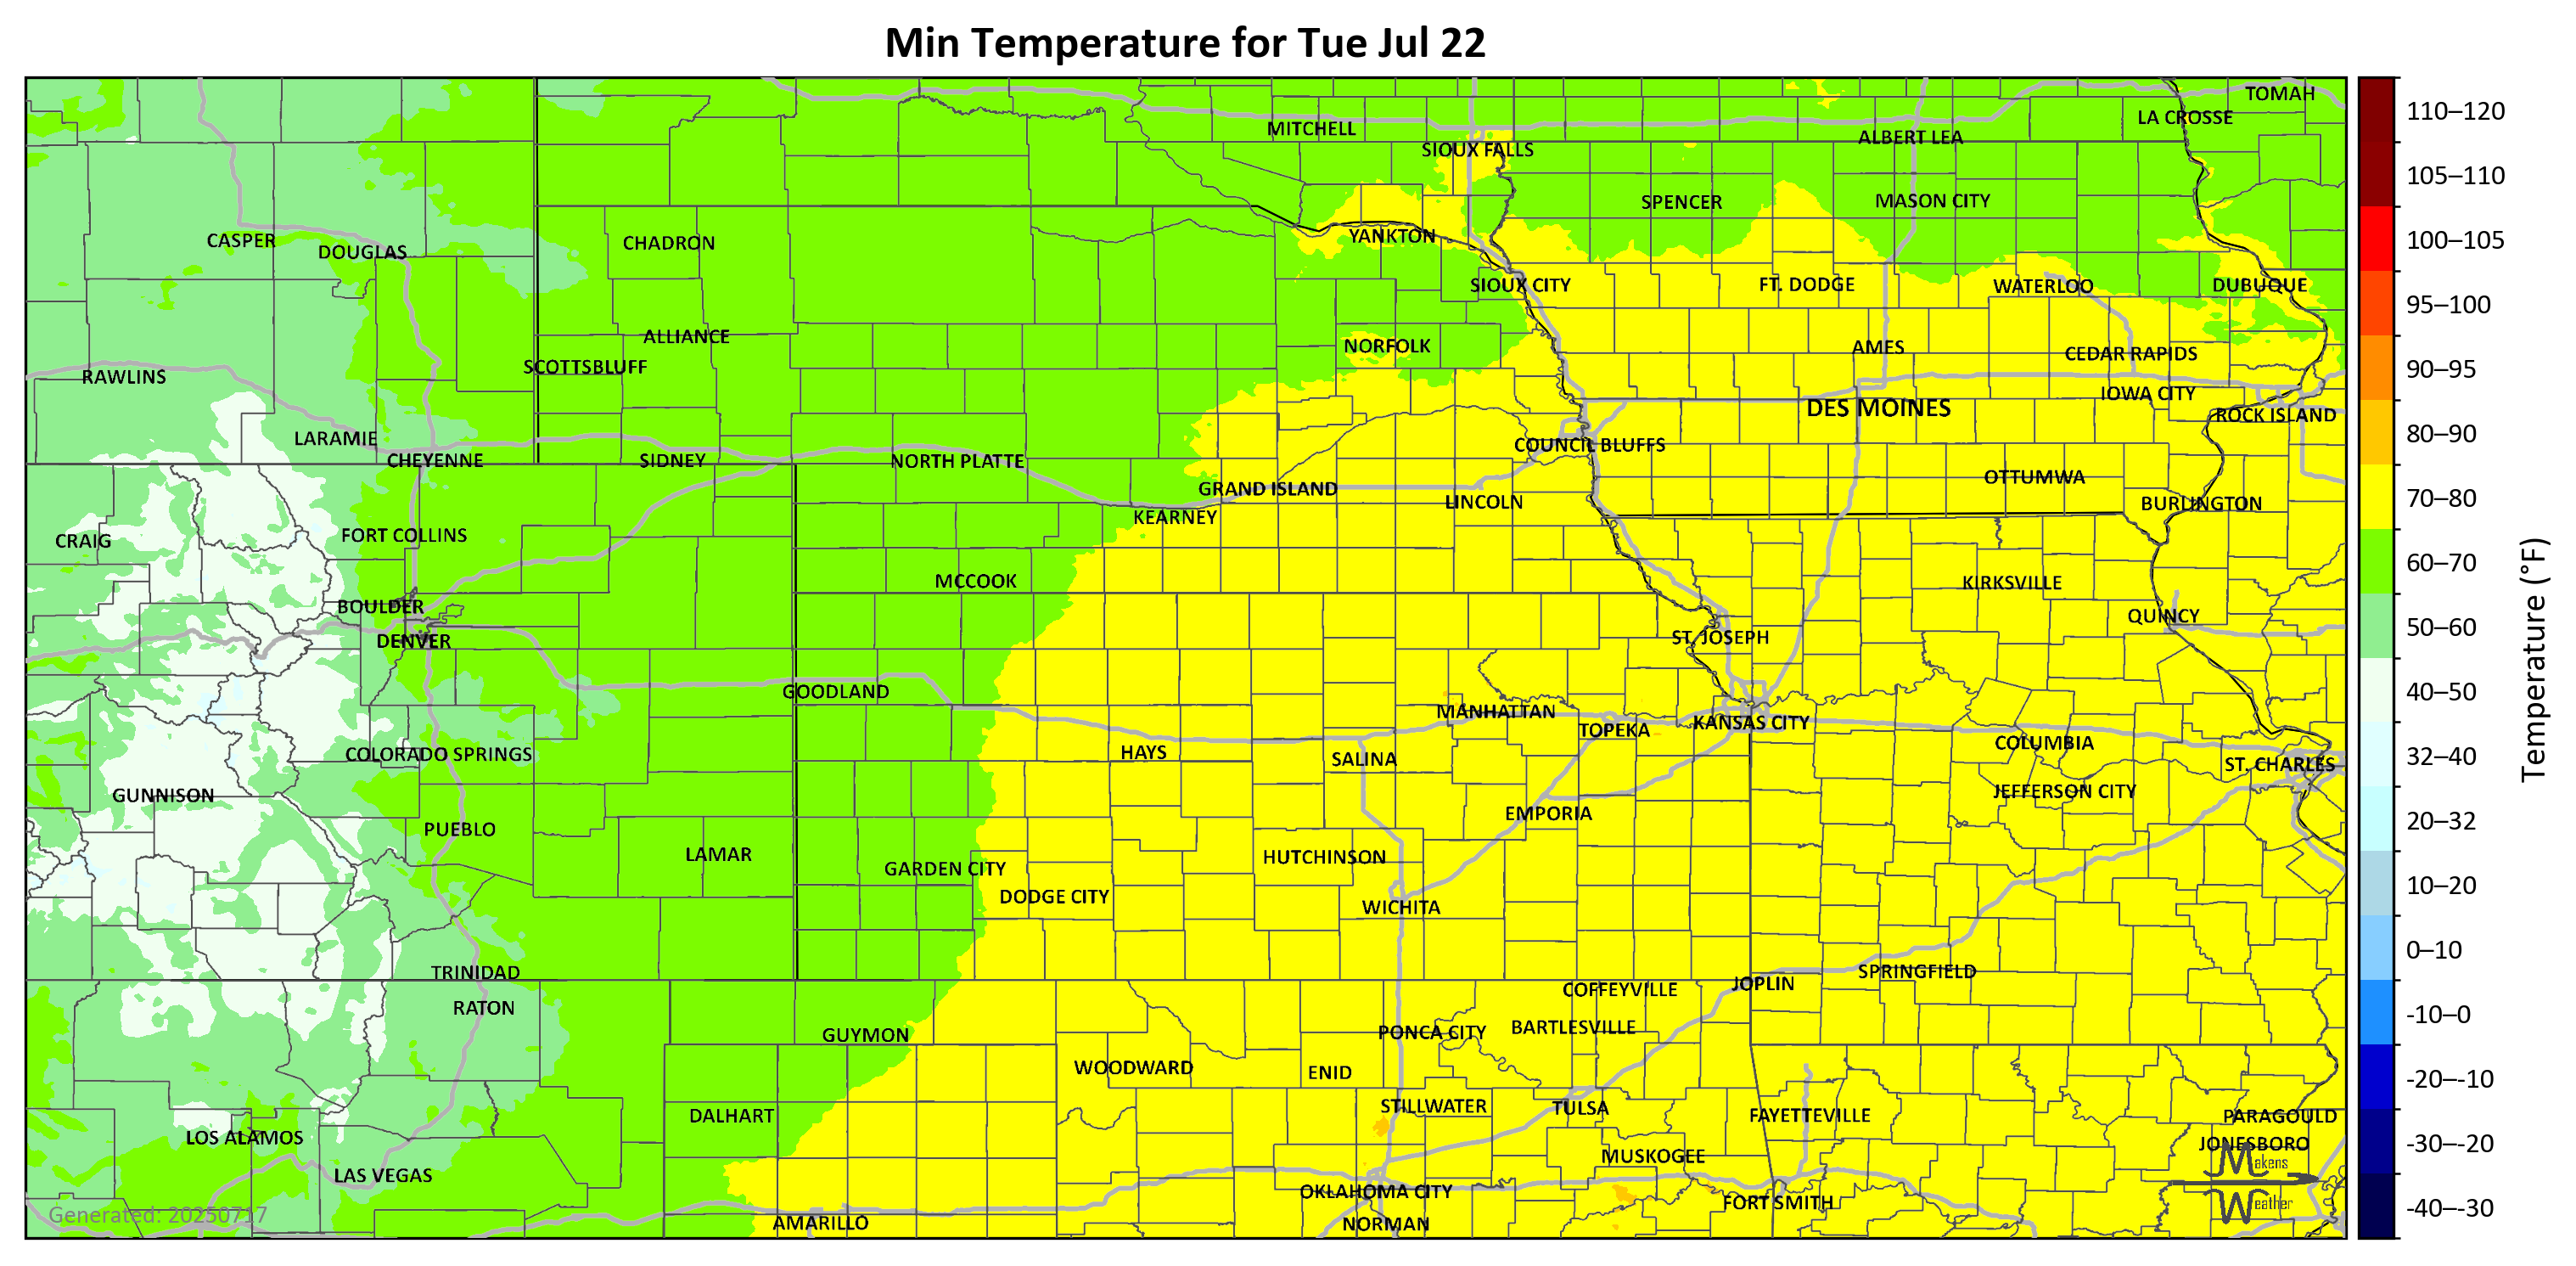 Min Temperature for Tue Jul 22
TOMAH
LA CROSSE
MITCHELL
ALBERT LEA
SIOUX FALLS
SPENCER
MASON CITY
YANKTON
CASPER
CHADRON
DOUGLAS
SIOUX CITY
FT. DODGE
WATERLOO
DUBUQUE
ALLIANCE
NORFOLK
AMES
CEDAR RAPIDS
SCOTTSBLUFF
RAWLINS
IOWA CITY
DES MOINES
ROCK ISLAND
LARAMIE
COUNCIL BLUFFS
CHEYENNE
SIDNEY
NORTH PLATTE
OTTUMWA
GRAND ISLAND
LINCOLN
BURLINGTON
KEARNEY
FORT COLLINS
CRAIG
MCCOOK
KIRKSVILLE
BOULDER
QUINCY
DENVER
ST. JOSEPH
GOODLAND
MANHATTAN
KANSAS CITY
TOPEKA
COLUMBIA
COLORADO SPRINGS
HAYS
SALINA
ST. CHARLES
GUNNISON
JEFFERSON CITY
EMPORIA
PUEBLO
LAMAR
HUTCHINSON
GARDEN CITY
DODGE CITY
WICHITA
TRINIDAD
SPRINGFIELD
JOPLIN
COFFEYVILLE
RATON
BARTLESVILLE
PONCA CITY
GUYMON
WOODWARD
ENID
STILLWATER
TULSA
DALHART
FAYETTEVILLE
PARAGOULD
LOS ALAMOS
JONESBORO
MUSKOGEE
LAS VEGAS
OKLAHOMA CITY
FORT SMITH
AMARILLO
NORMAN
Generated: 20250717
Makens
Weather
110–120
105–110
100–105
95–100
90–95
80–90
70–80
60–70
50–60
40–50
32–40
20–32
10–20
0–10
-10–0
-20–-10
-30–-20
-40–-30
Temperature (°F)